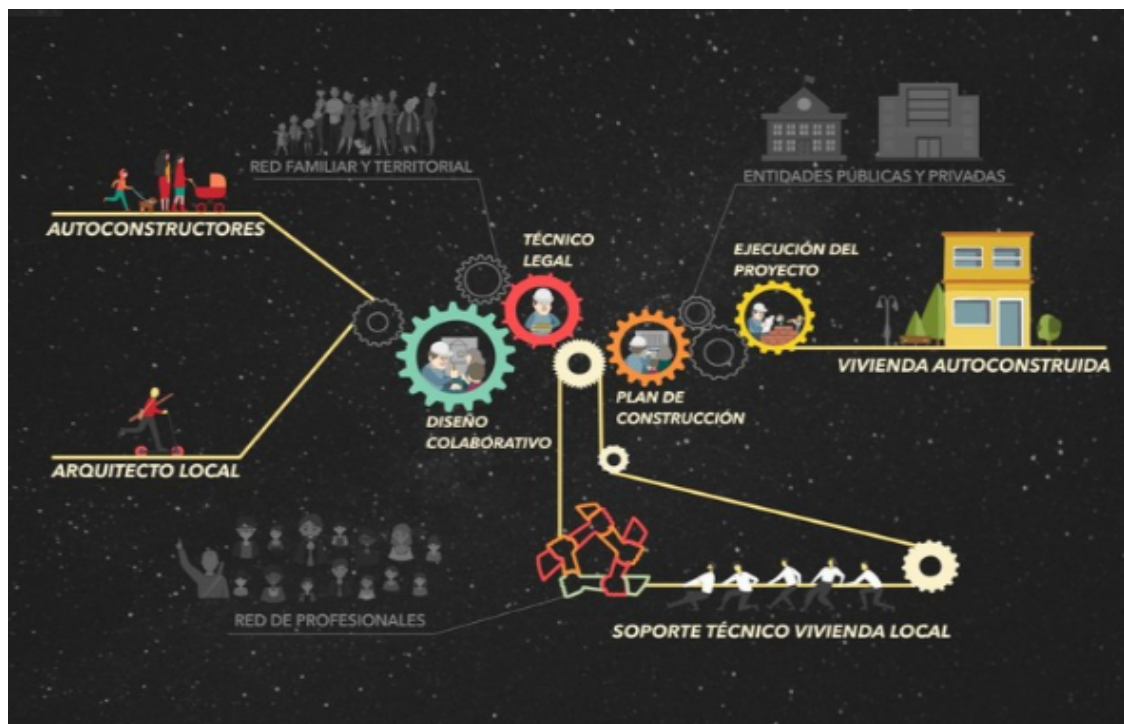 RED FAMILIAR Y TERRITORIAL
ENTIDADES PÚBLICAS Y PRIVADAS
AUTOCONSTRUCTORES
TÉCNICO
LEGAL
EJECUCIÓN DEL
PROYECTO
VIVIENDA AUTOCONSTRUIDA
PLAN DE
CONSTRUCCIÓN
DISEÑO
COLABORATIVO
ARQUITECTO LOCAL
RED DE PROFESIONALES
SOPORTE TÉCNICO VIVIENDA LOCAL